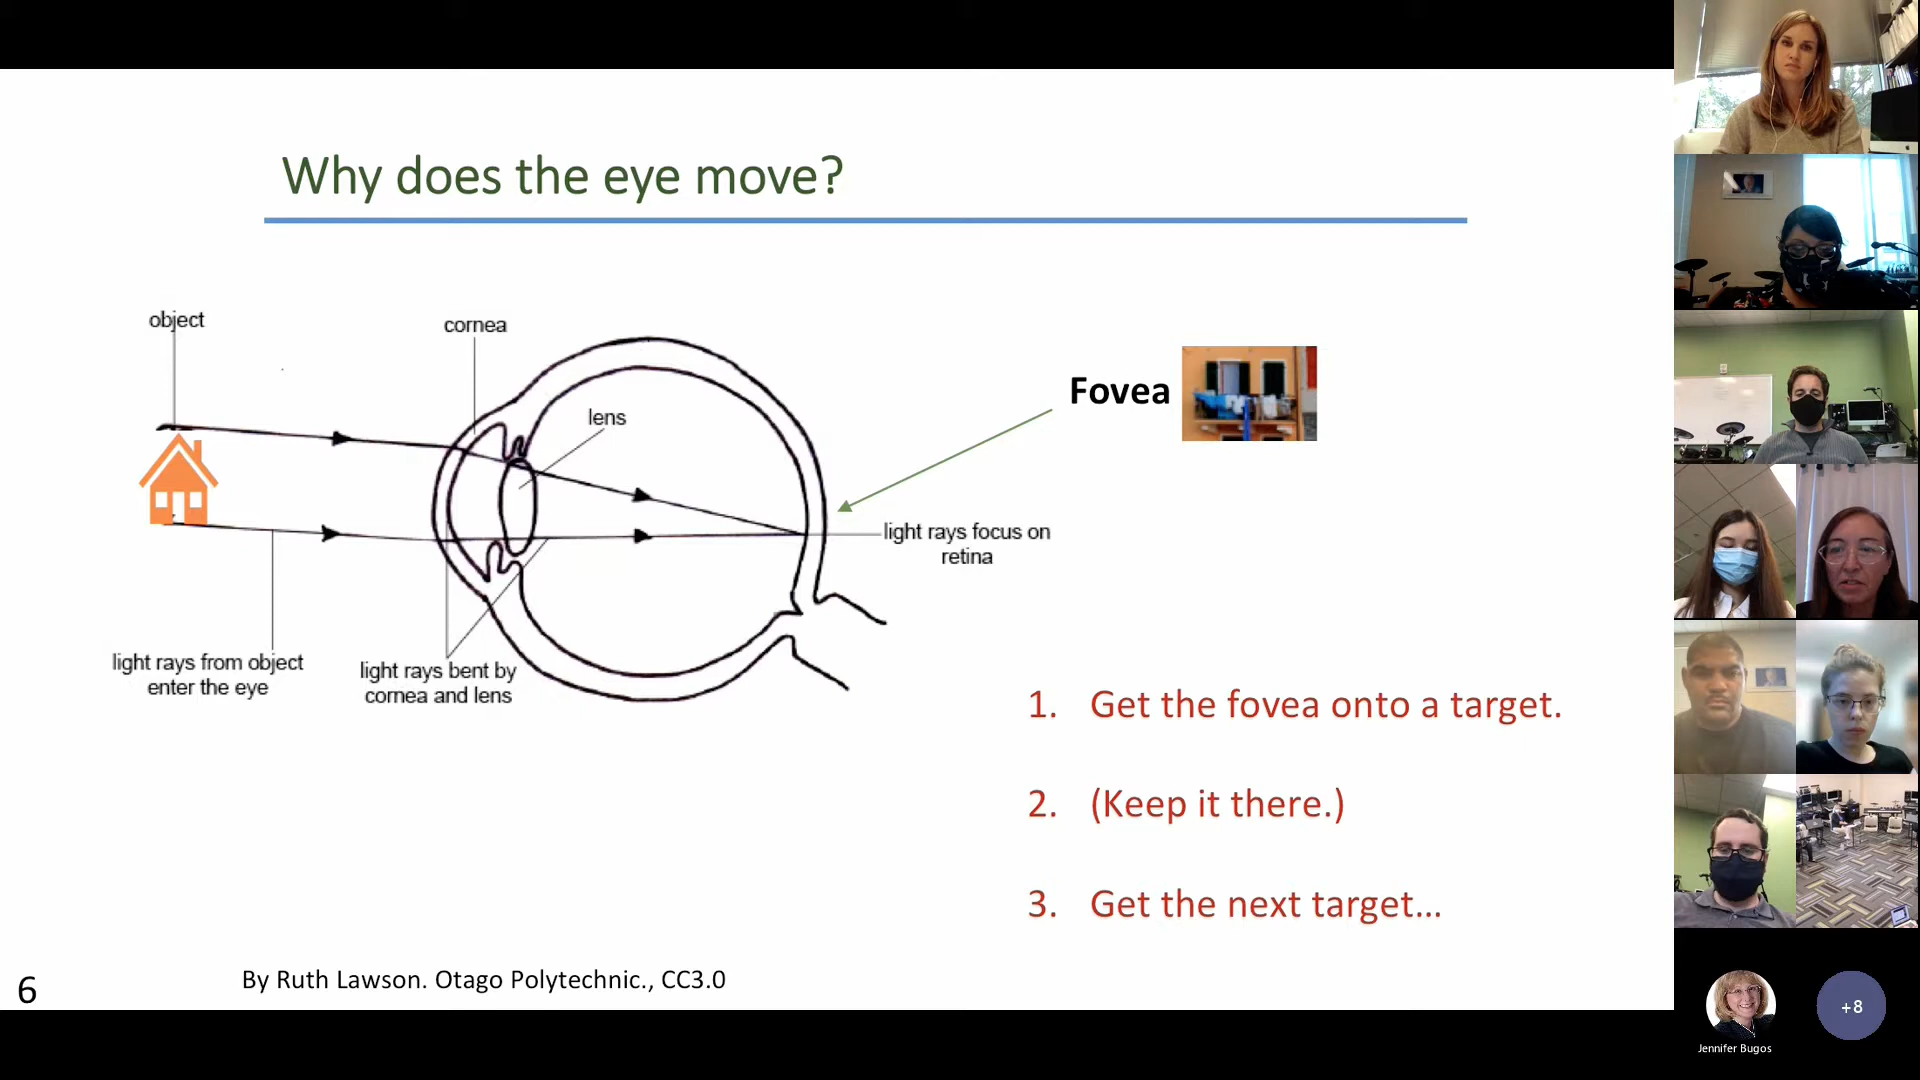 Why does the eye move?
object
cornea
lens
Fovea
light rays focus on
retina
light rays from object
enter the eye
light rays bent by
cornea and lens
1. Get the fovea onto a target.
2. (Keep it there.)
3. Get the next target...
6
By Ruth Lawson. Otago Polytechnic., CC3.0
+8
Jennifer Bugos